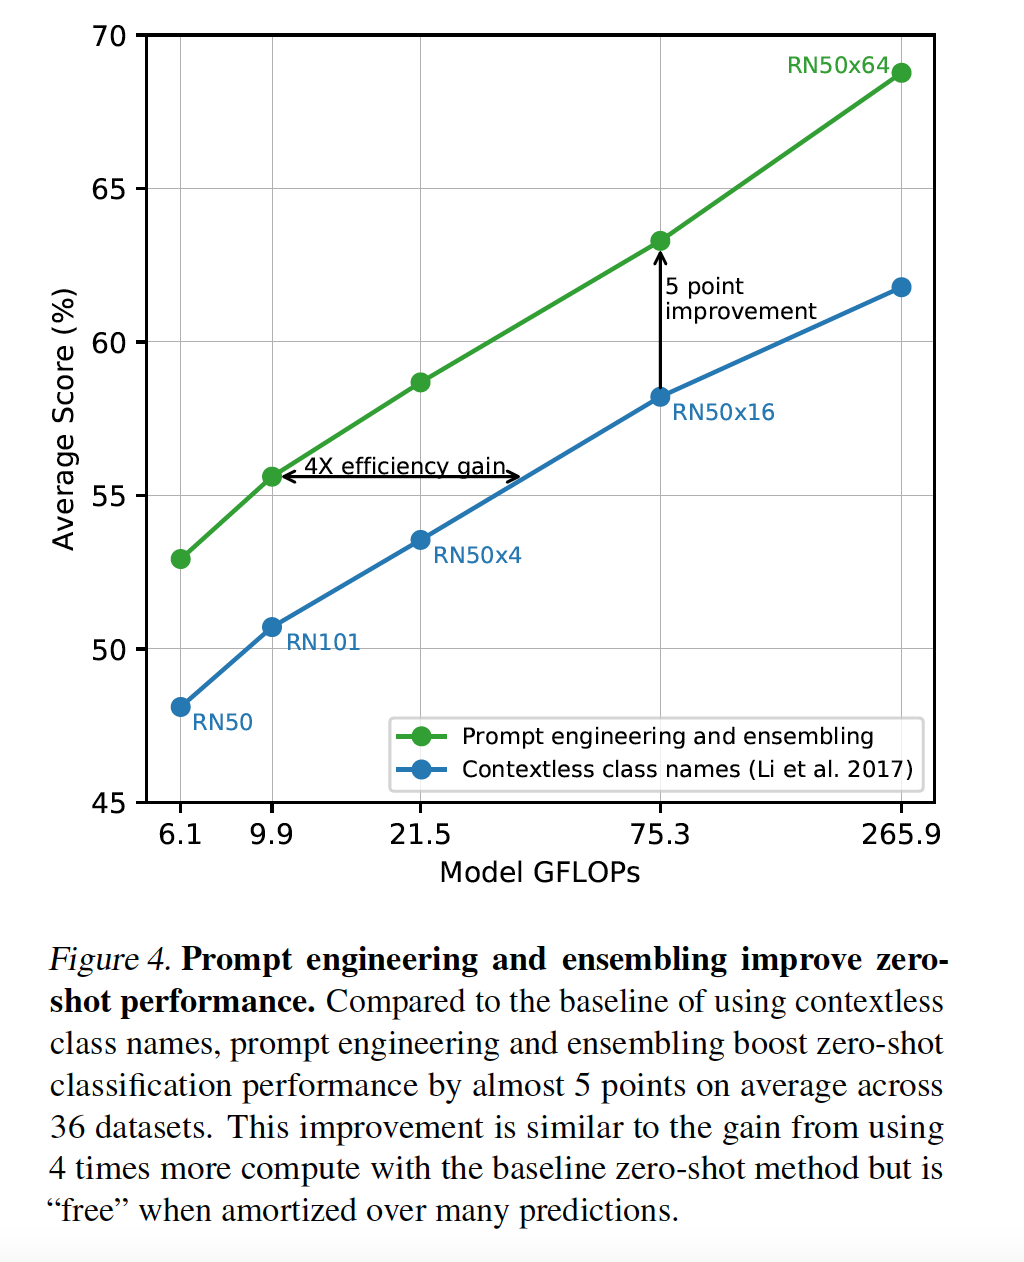 70
RN50x64
65
5 point
improvement
60
RN50x16
4X efficiency gain
55
RN50x4
RN101
50
RN50
Prompt engineering and ensembling
Contextless class names (Li et al. 2017)
45
6.1 9.9 21.5 75.3 265.9
Average Score (%)
Model GFLOPs
Figure 4. Prompt engineering and ensembling improve zero-
shot performance. Compared to the baseline of using contextless
class names, prompt engineering and ensembling boost zero-shot
classification performance by almost 5 points on average across
36 datasets. This improvement is similar to the gain from using
4 times more compute with the baseline zero-shot method but is
“free” when amortized over many predictions.